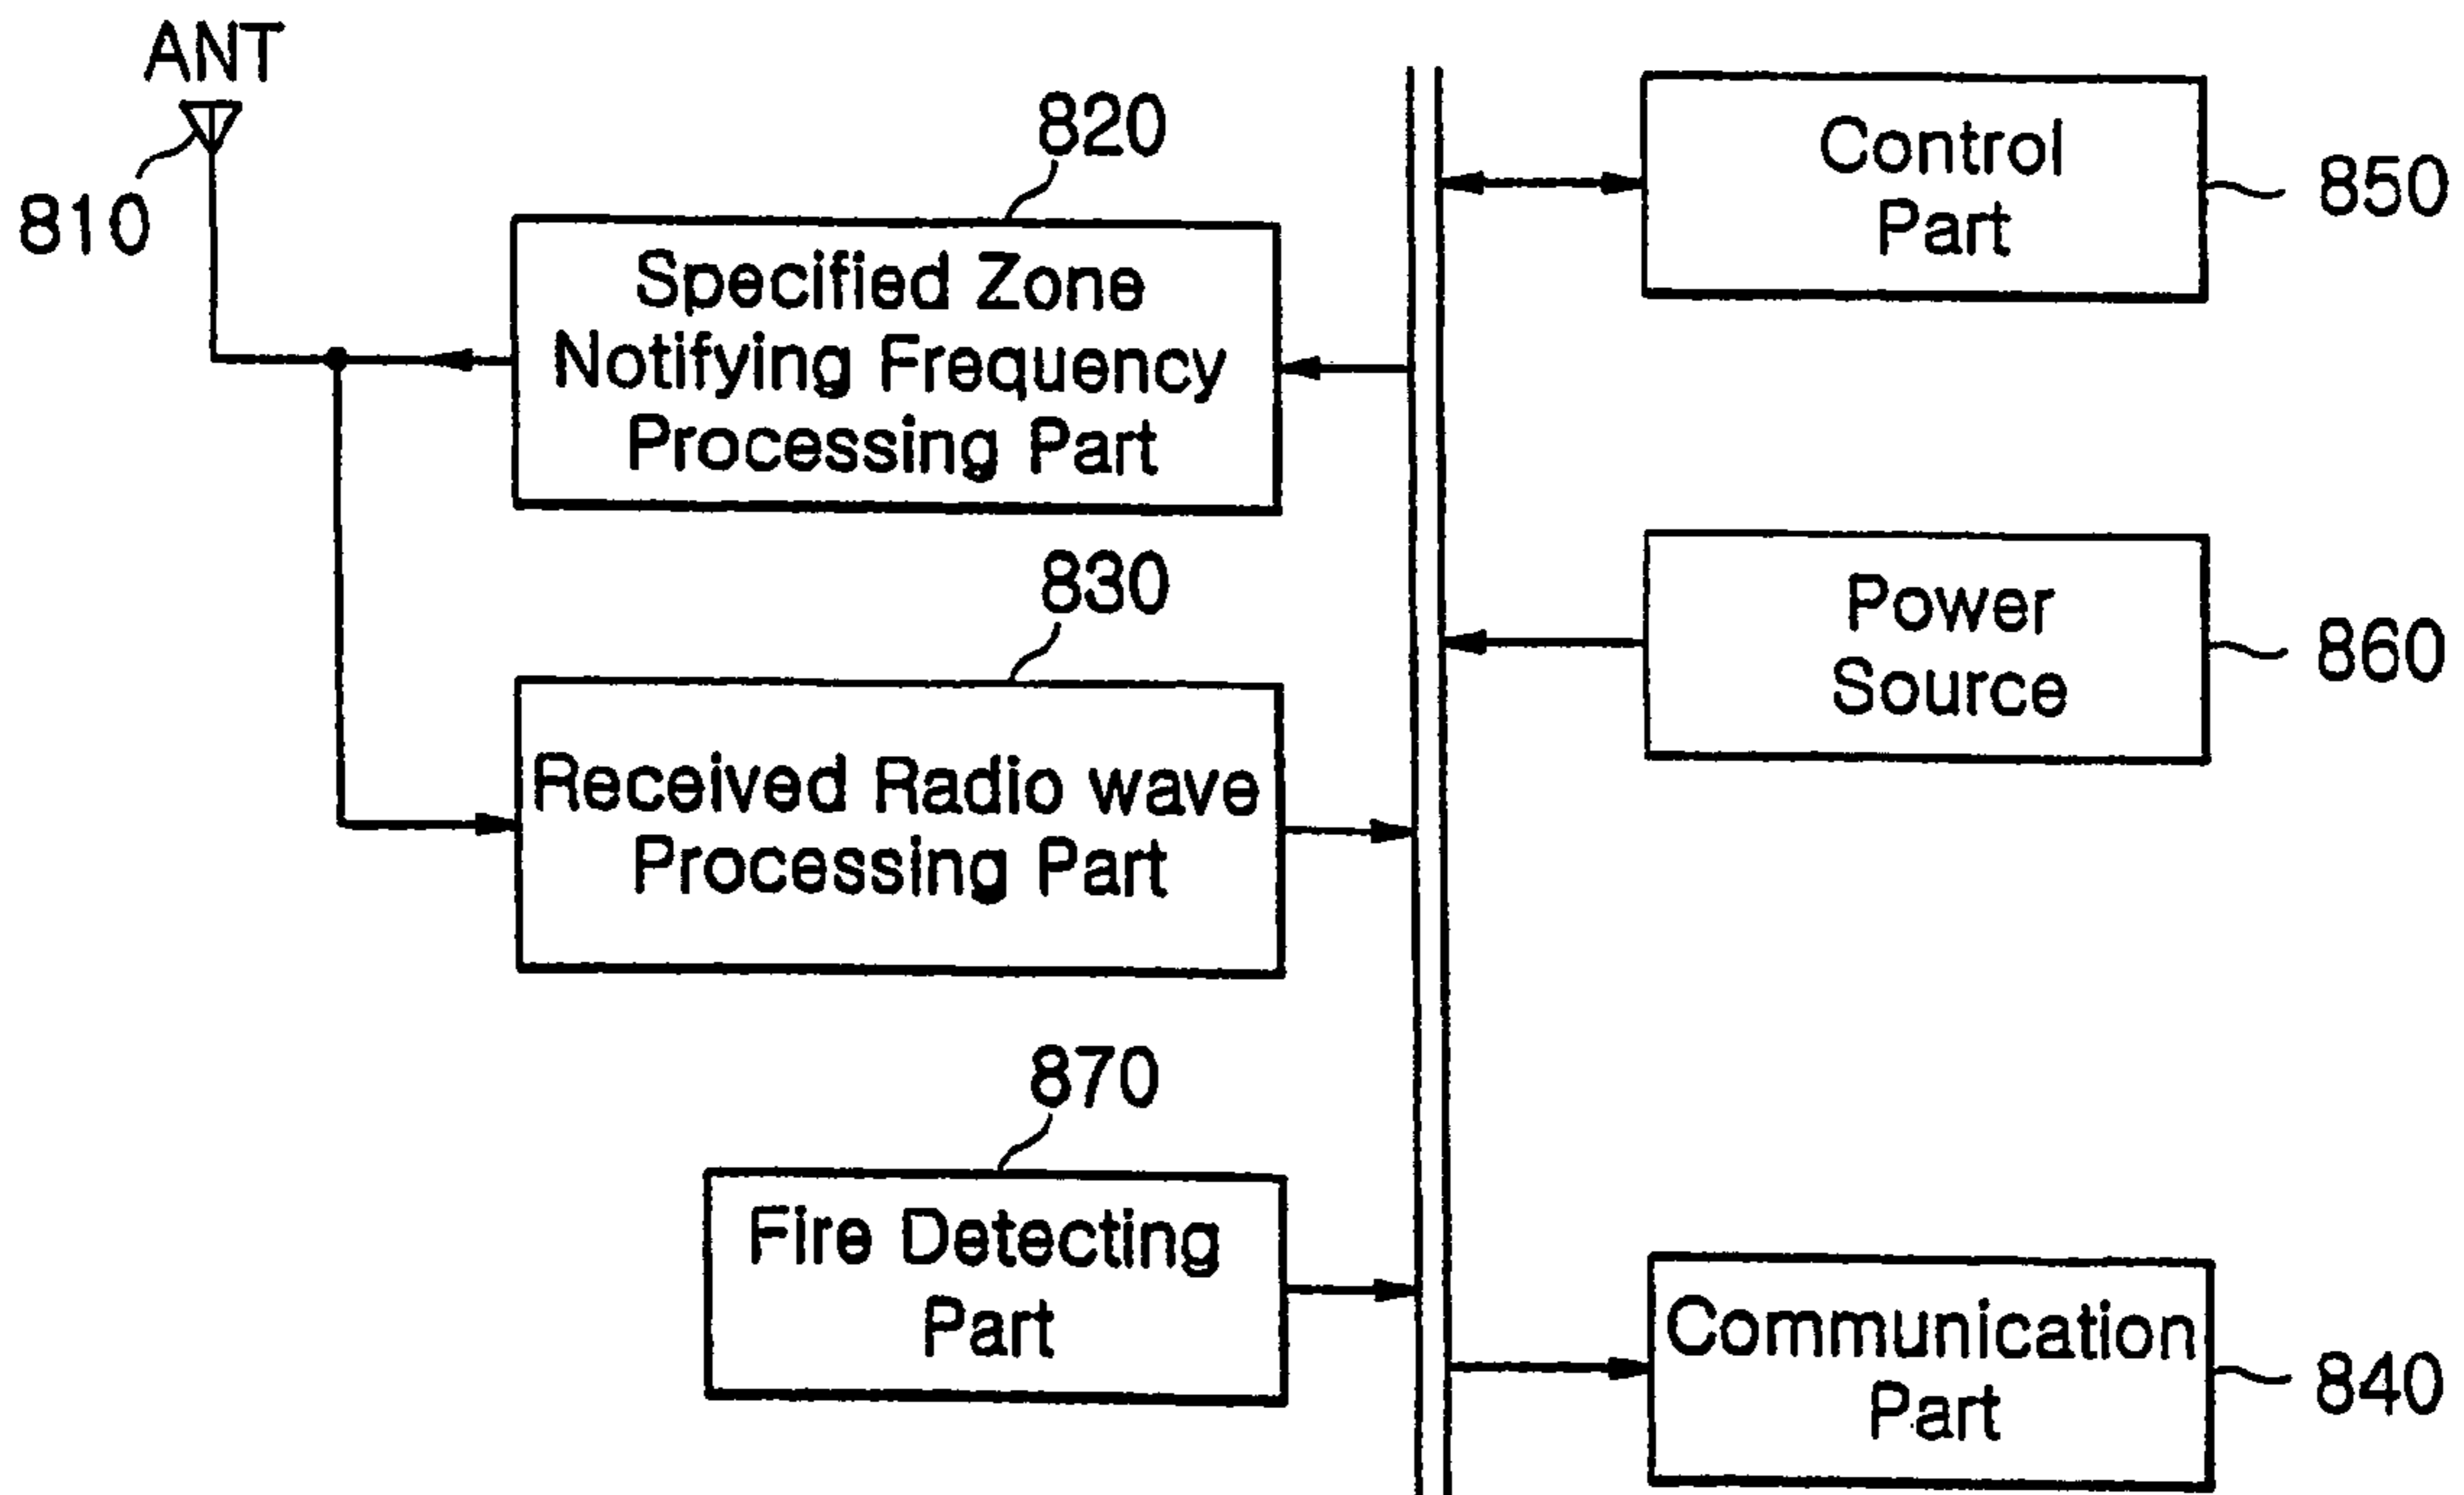 ANT
810
820
Specified Zone
Notifying Frequency
Processing Part
830
Received Radio wave
Processing Part
870
Fire Detecting
Part
Control
Part
850
Power
Source
860
Communication
Part
840